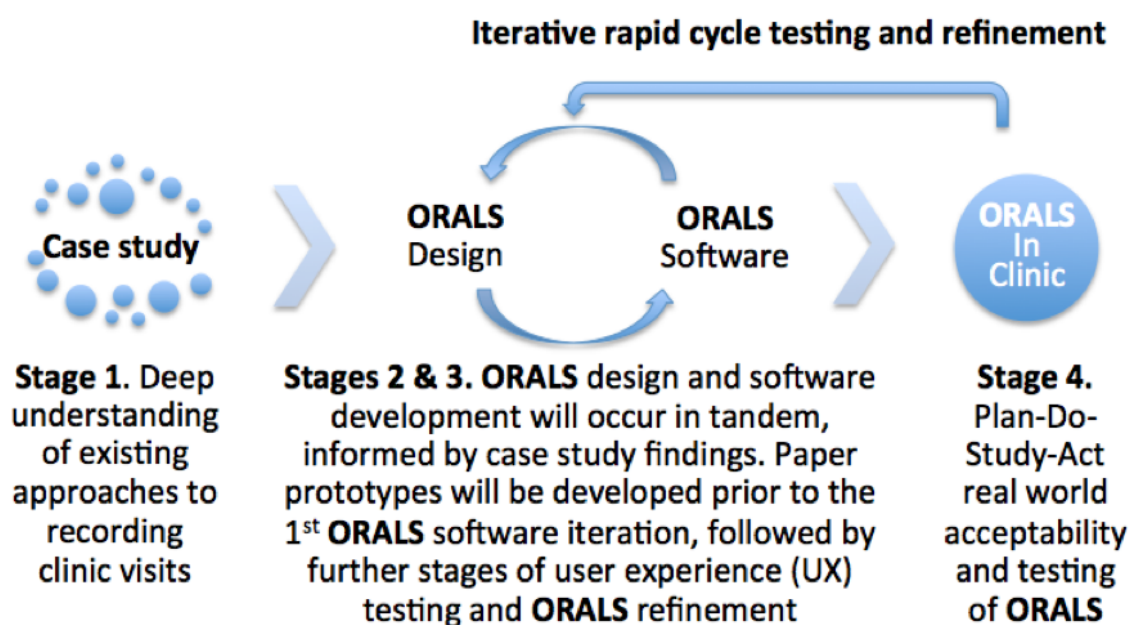 Iterative rapid cycle testing and refinement
Case study
ORALS
Design
ORALS
Software
ORALS
In
Clinic
Stage 1. Deep
understanding
of existing
approaches to
recording
clinic visits
Stages 2 & 3. ORALS design and software
development will occur in tandem,
informed by case study findings. Paper
prototypes will be developed prior to the
1st ORALS software iteration, followed by
further stages of user experience (UX)
testing and ORALS refinement
Stage 4.
Plan-Do-
Study-Act
real world
acceptability
and testing
of ORALS